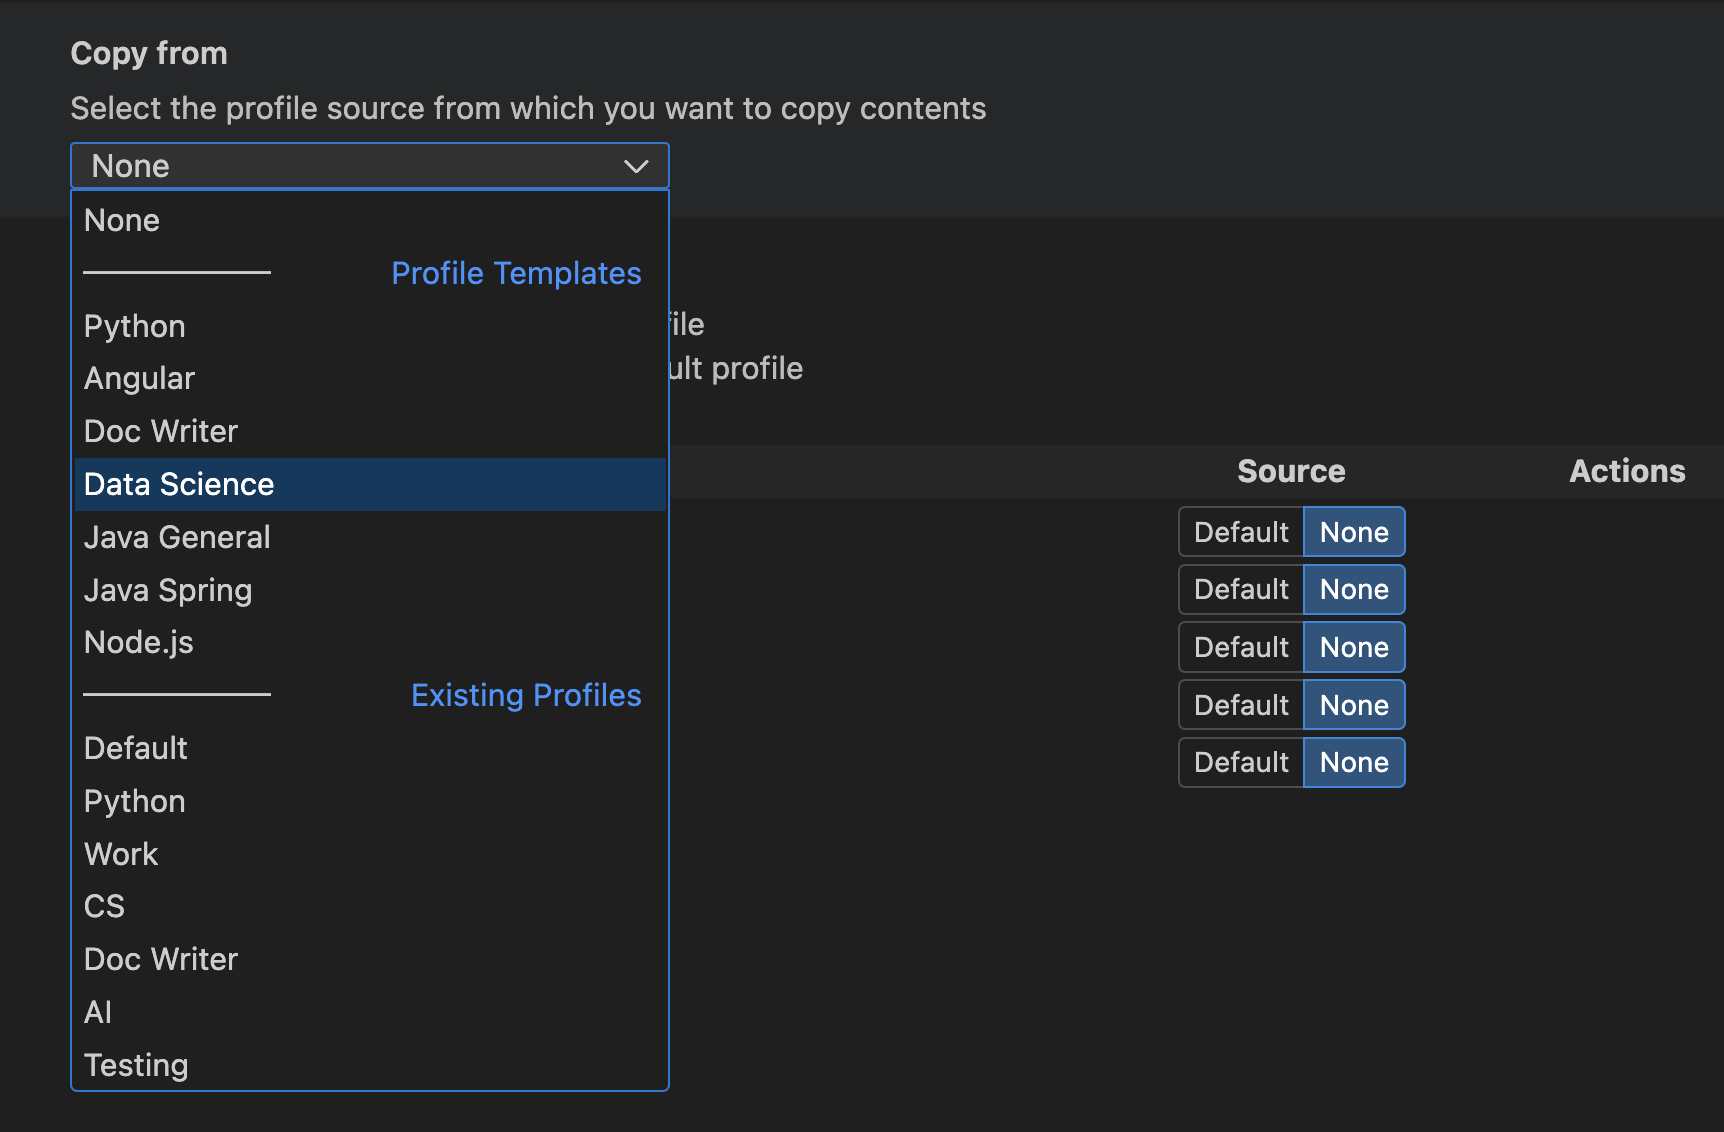 Copy from
Select the profile source from which you want to copy contents
None
None
Profile Templates
Python
Angular
Doc Writer
Data Science
Java General
Java Spring
Node.js
Existing Profiles
Default
Python
Work
CS
Doc Writer
AI
Testing
profile
Source Actions
Default None
Default None
Default None
Default None
Default None